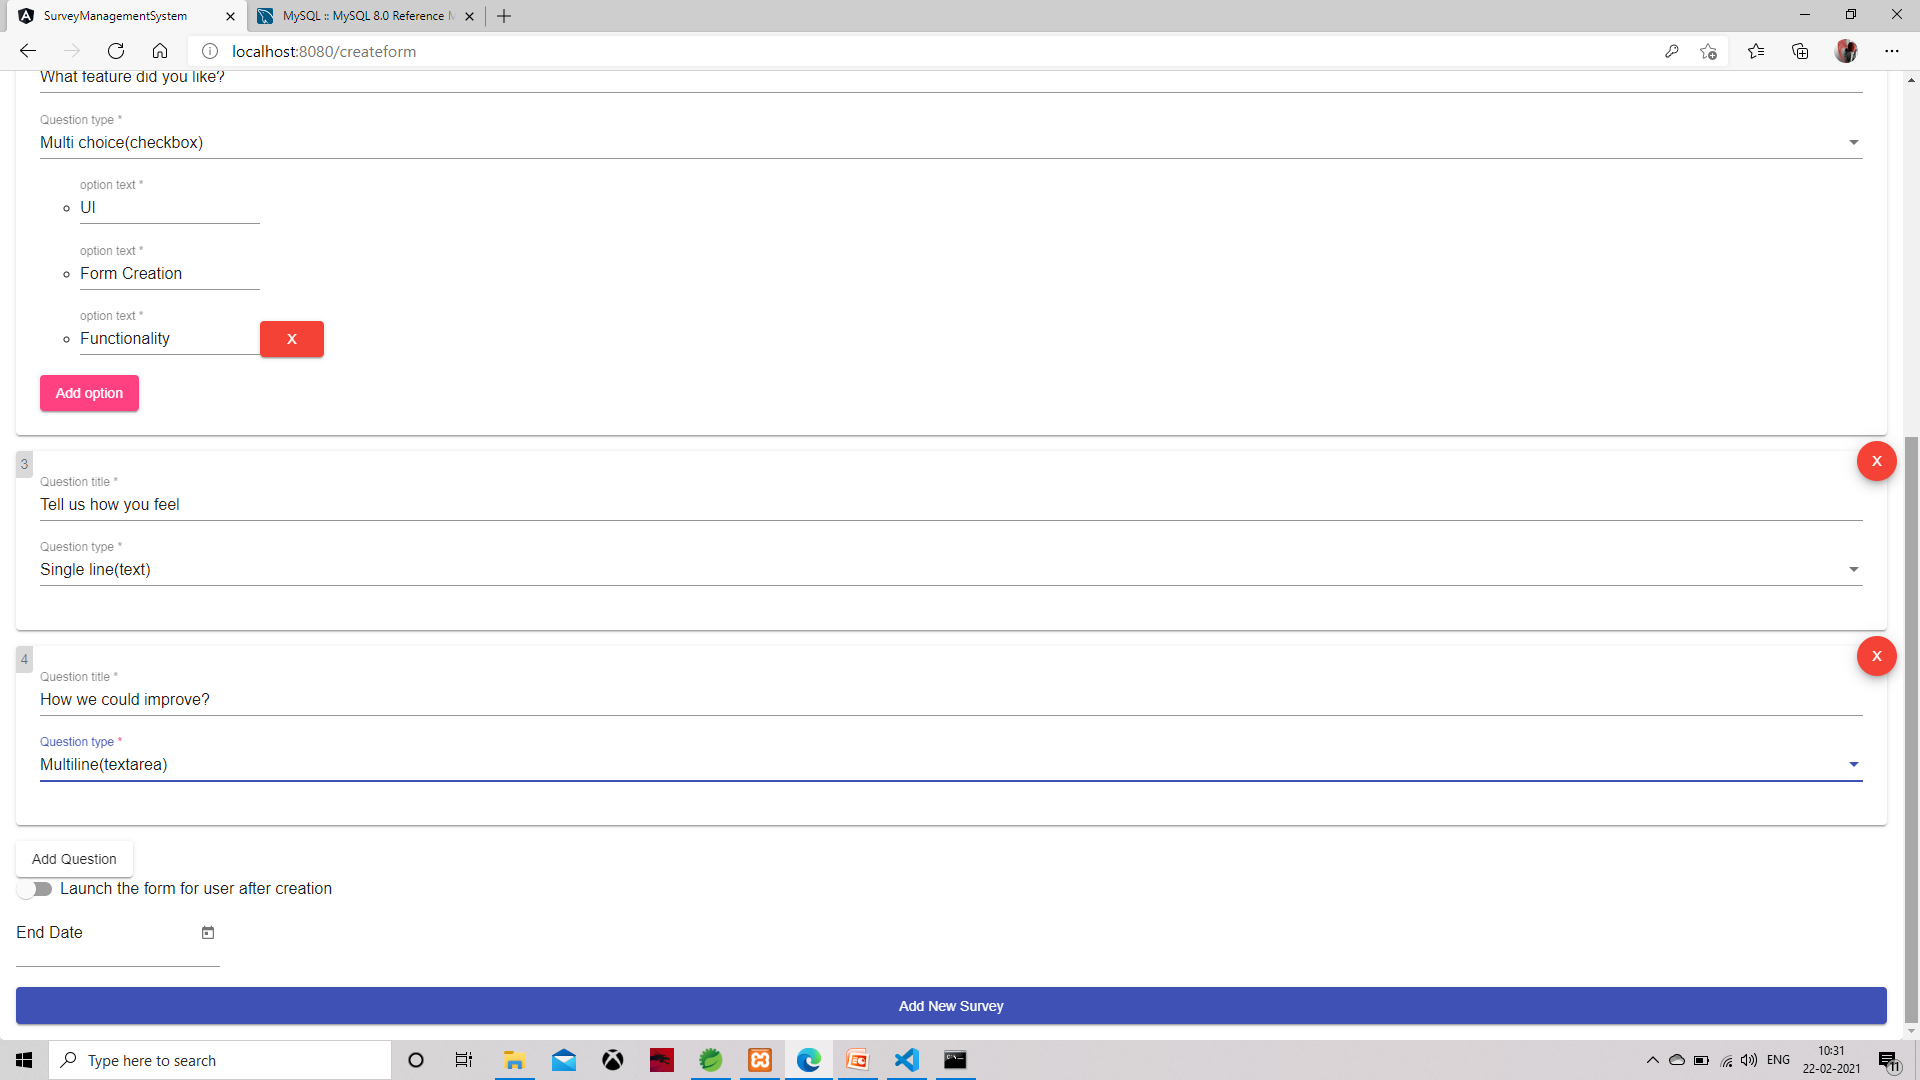 SurveyManagementSystem
MySQL :: MySQL 8.0 Reference M
localhost:8080/createform
What feature did you like?
Question type *
Multi choice(checkbox)
option text *
UI
option text *
Form Creation
option text *
Functionality
X
Add option
3
X
Question title *
Tell us how you feel
Question type *
Single line(text)
4
X
Question title *
How we could improve?
Question type *
Multiline(textarea)
Add Question
Launch the form for user after creation
End Date
Add New Survey
Type here to search
ENG
10:31
22-02-2021
11